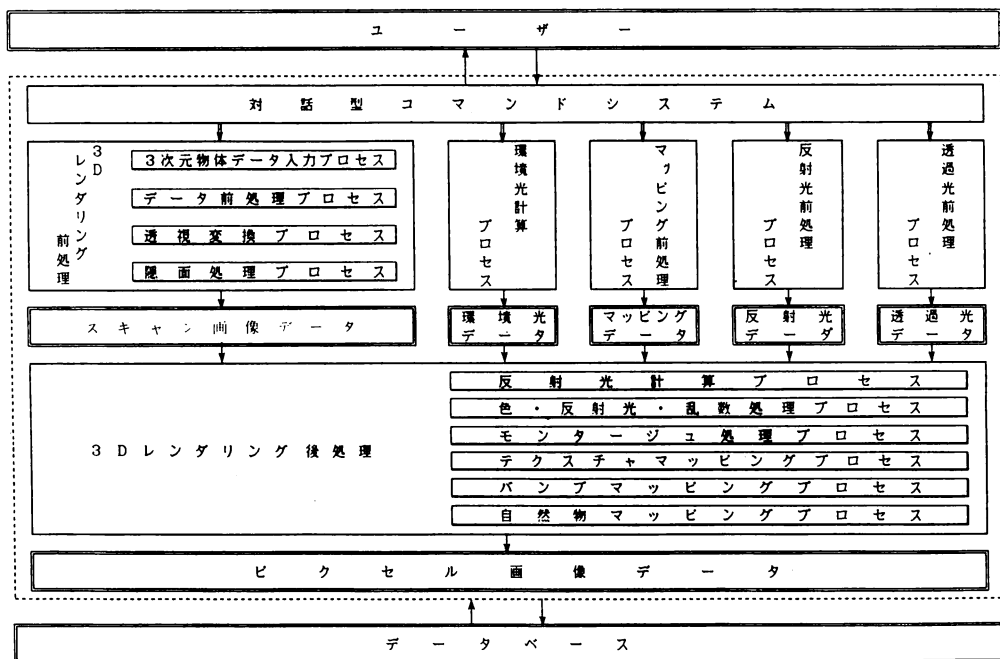 ユーザー
対話型コマンドシステム
3Dレンダリング前処理
3次元物体データ入力プロセス
データ前処理プロセス
透視変換プロセス
隠面処理プロセス
環境光計算プロセス
マッピング前処理プロセス
反射光前処理プロセス
透過光前処理プロセス
スキャン画像データ
環境光
データ
マッピング
データ
反射光
データ
透過光
データ
3Dレンダリング後処理
反射光計算プロセス
色・反射光・乱数処理プロセス
モンタージュ処理プロセス
テクスチャマッピングプロセス
バンプマッピングプロセス
自然物マッピングプロセス
ピクセル画像データ
データベース